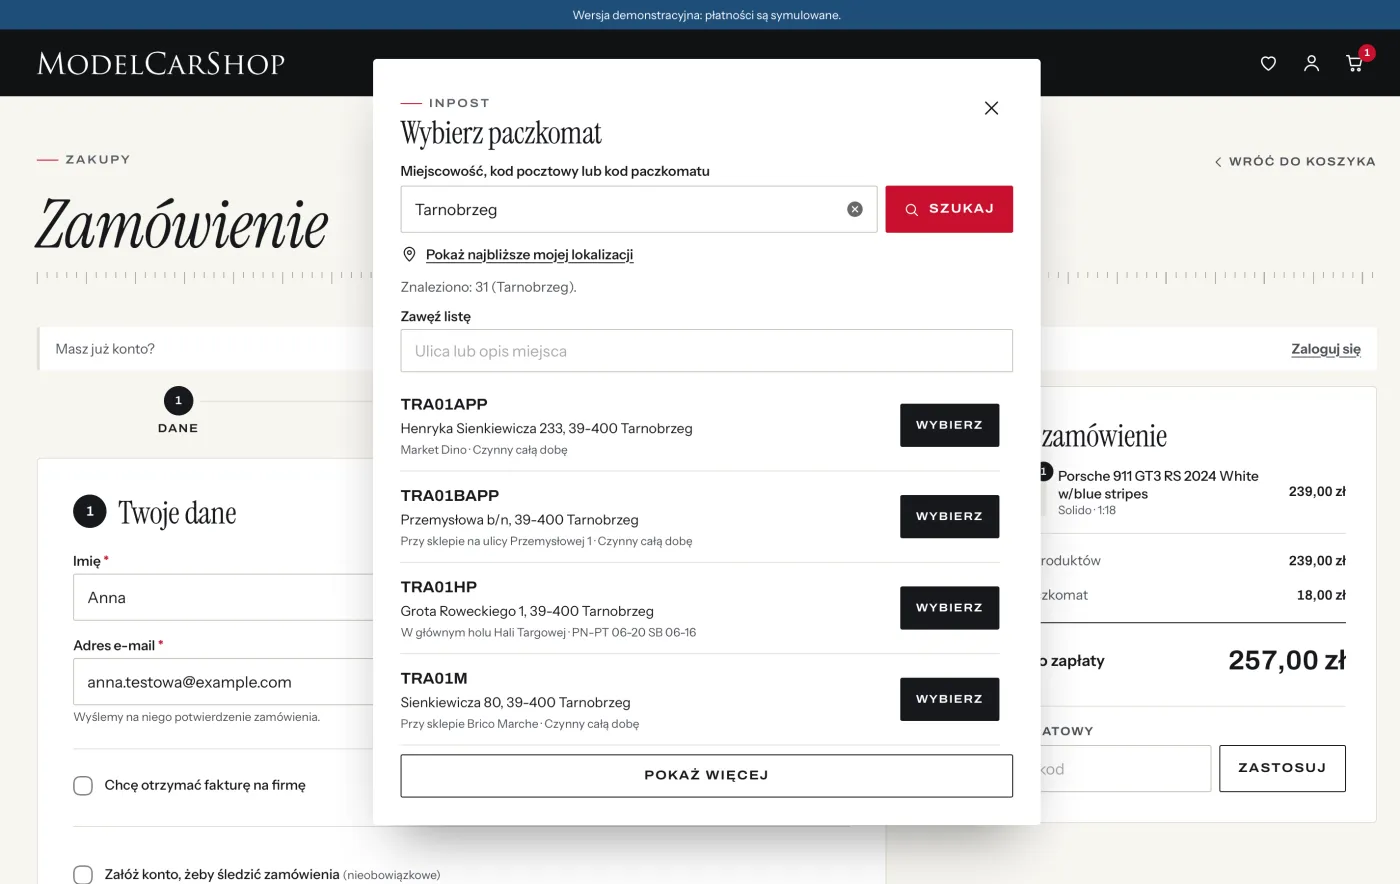 Wersja demonstracyjna: płatności są symulowane.
MODELCARSHOP
1
ZAKUPY
Zamówienie
WRÓĆ DO KOSZYKA
Masz już konto?
Zaloguj się
1
DANE
1 Twoje dane
Imię *
Anna
Adres e-mail *
anna.testowa@example.com
Wyślemy na niego potwierdzenie zamówienia.
Chcę otrzymać fakturę na firmę
Załóż konto, żeby śledzić zamówienia (nieobowiązkowe)
INPOST
Wybierz paczkomat
Miejscowość, kod pocztowy lub kod paczkomatu
Tarnobrzeg
SZUKAJ
Pokaż najbliższe mojej lokalizacji
Znaleziono: 31 (Tarnobrzeg).
Zawęź listę
Ulica lub opis miejsca
TRA01APP
Henryka Sienkiewicza 233, 39-400 Tarnobrzeg
Market Dino · Czynny całą dobę
WYBIERZ
TRA01BAPP
Przemysłowa b/n, 39-400 Tarnobrzeg
Przy sklepie na ulicy Przemysłowej 1 · Czynny całą dobę
WYBIERZ
TRA01HP
Grota Roweckiego 1, 39-400 Tarnobrzeg
W głównym holu Hali Targowej · PN-PT 06-20 SB 06-16
WYBIERZ
TRA01M
Sienkiewicza 80, 39-400 Tarnobrzeg
Przy sklepie Brico Marche · Czynny całą dobę
WYBIERZ
POKAŻ WIĘCEJ
zamówienie
1
Porsche 911 GT3 RS 2024 White
w/blue stripes
Solido · 1:18
239,00 zł
roduktów
239,00 zł
zkomat
18,00 zł
o zapłaty
257,00 zł
ATOWY
kod
ZASTOSUJ